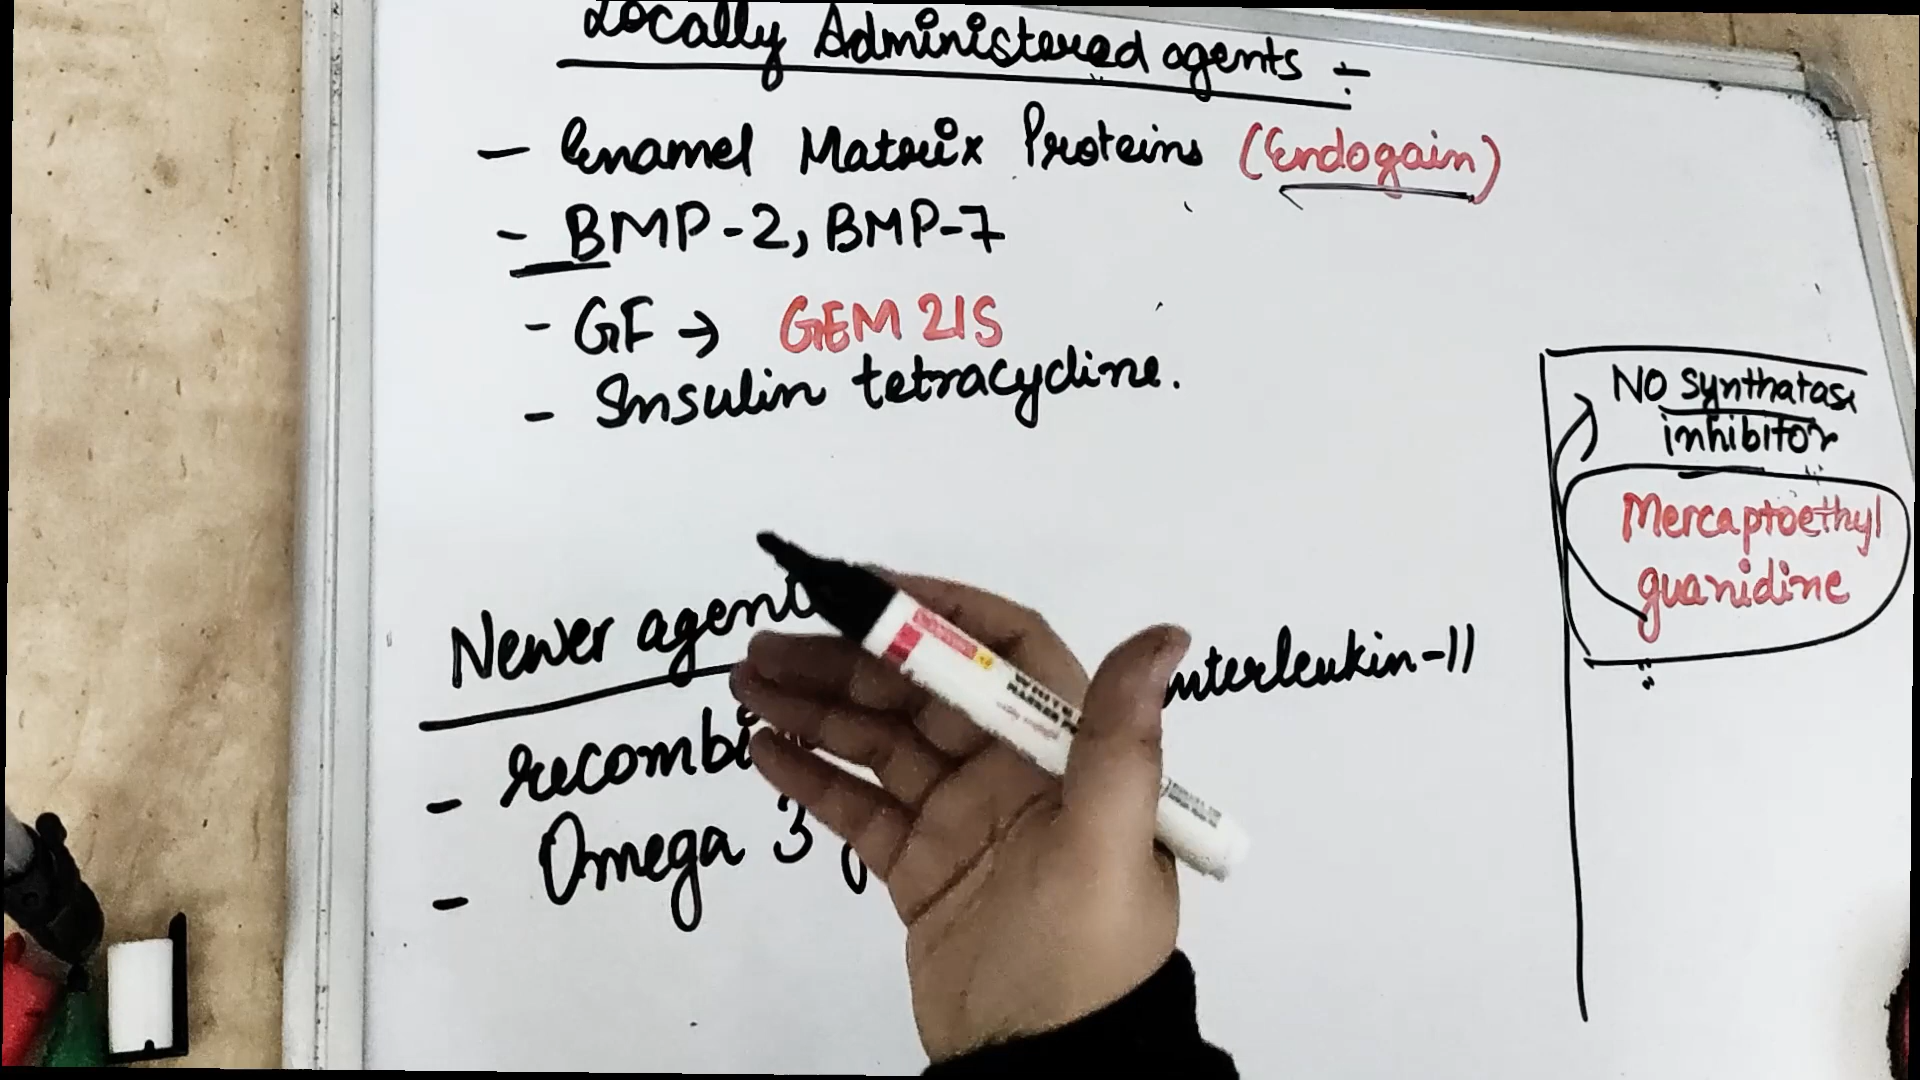 Locally Administered agents :-
- Enamel Matrix Proteins (Endogain)
- BMP-2, BMP-7
- GF → GEM 21S
- Insulin tetracycline.
NO synthatase
inhibitor
Mercaptoethyl
guanidine
Newer agent
- recombi nterleukin-11
- Omega 3